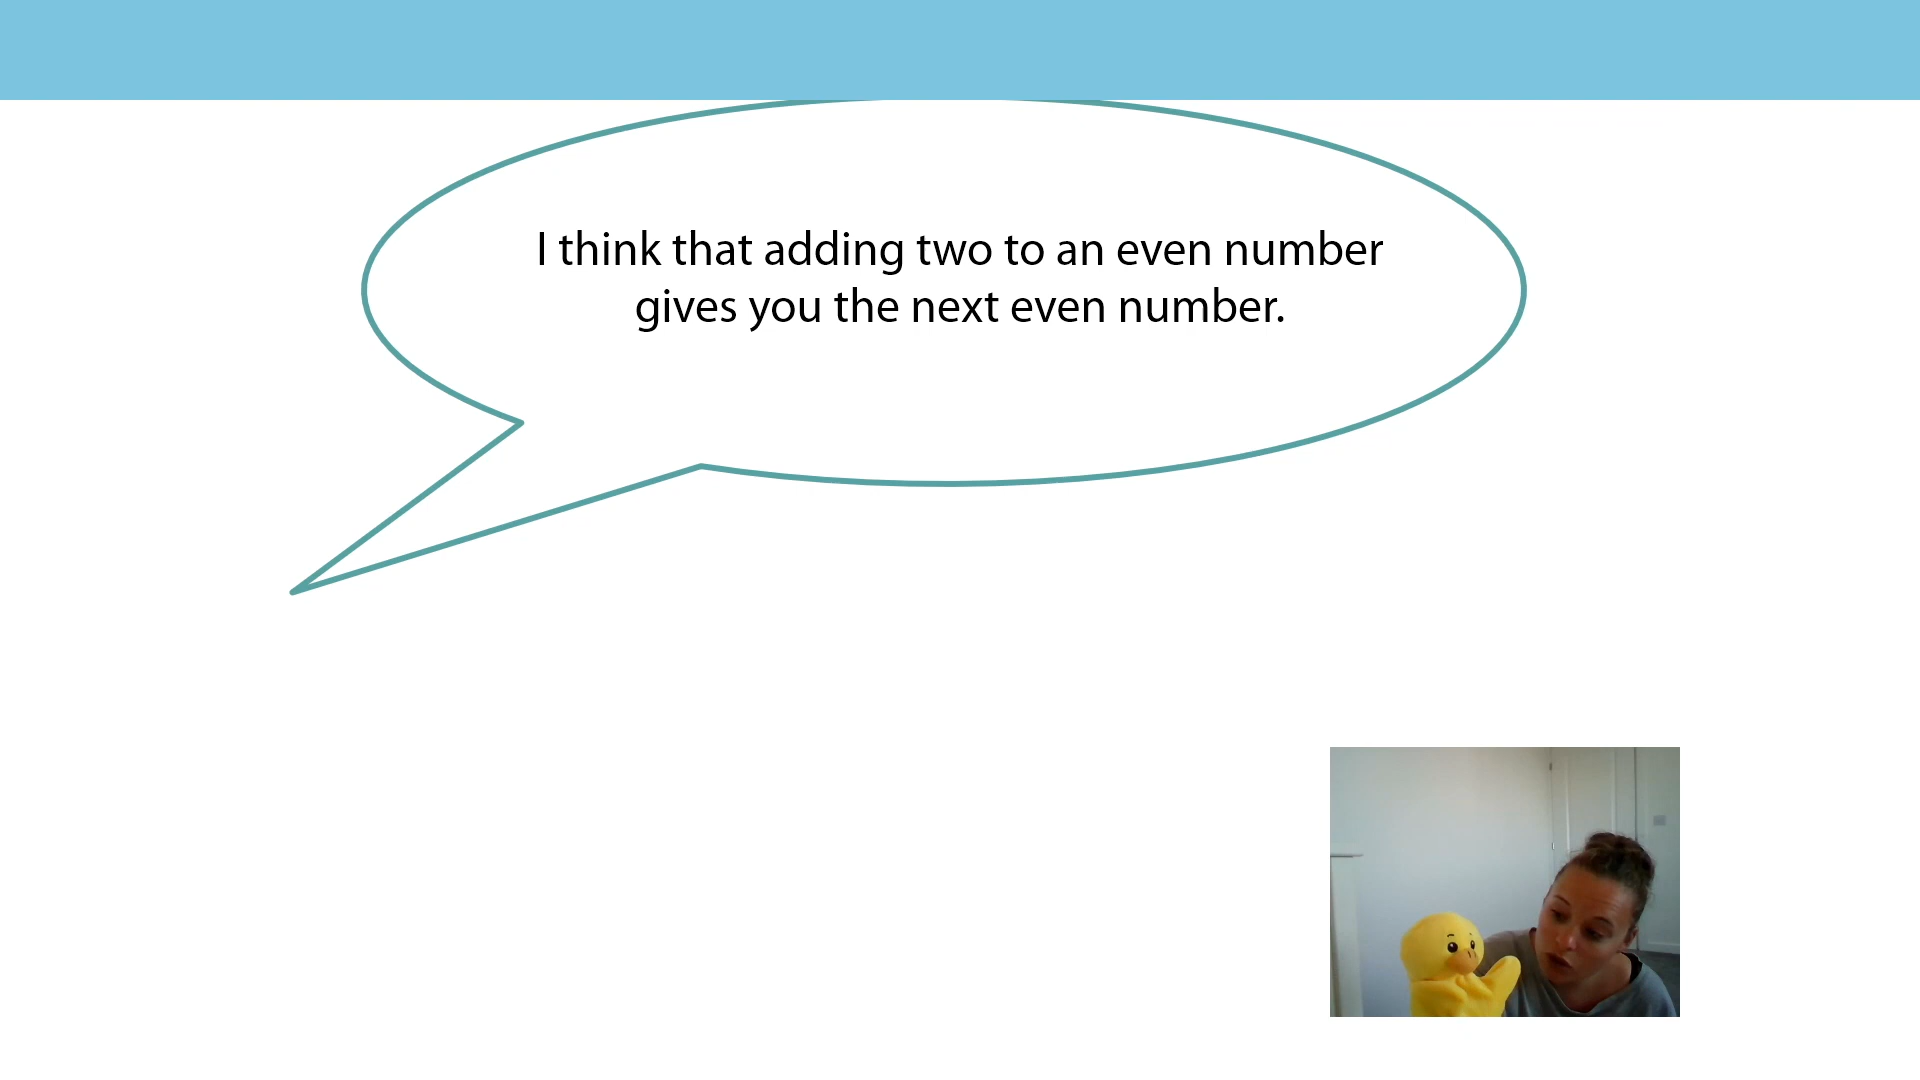 I think that adding two to an even number
gives you the next even number.